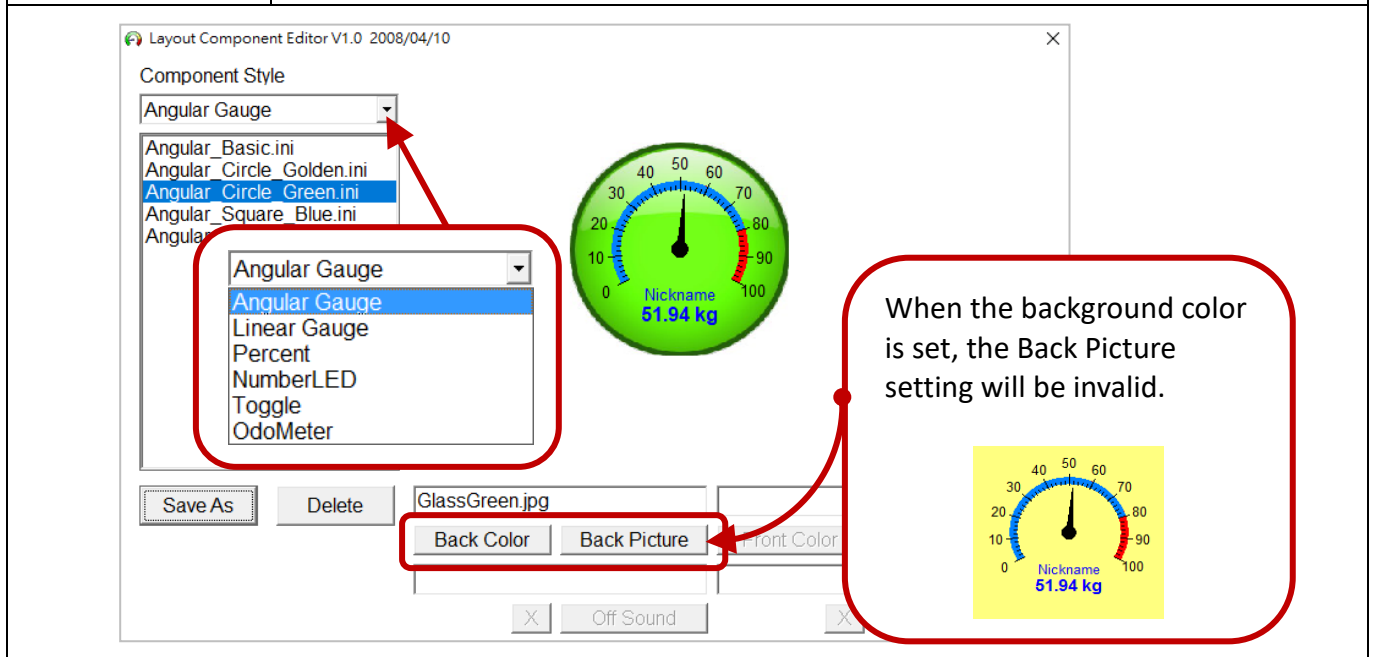 Layout Component Editor V1.0 2008/04/10
Component Style
Angular Gauge
Angular_Basic.ini
Angular_Circle_Golden.ini
Angular_Circle_Green.ini
Angular_Square_Blue.ini
Angular
Angular Gauge
Angular Gauge
Linear Gauge
Percent
NumberLED
Toggle
OdoMeter
0 10 20 30 40 50 60 70 80 90 100
Nickname
51.94 kg
When the background color
is set, the Back Picture
setting will be invalid.
0 10 20 30 40 50 60 70 80 90 100
Nickname
51.94 kg
Save As Delete GlassGreen.jpg
Back Color Back Picture Front Color
X Off Sound X